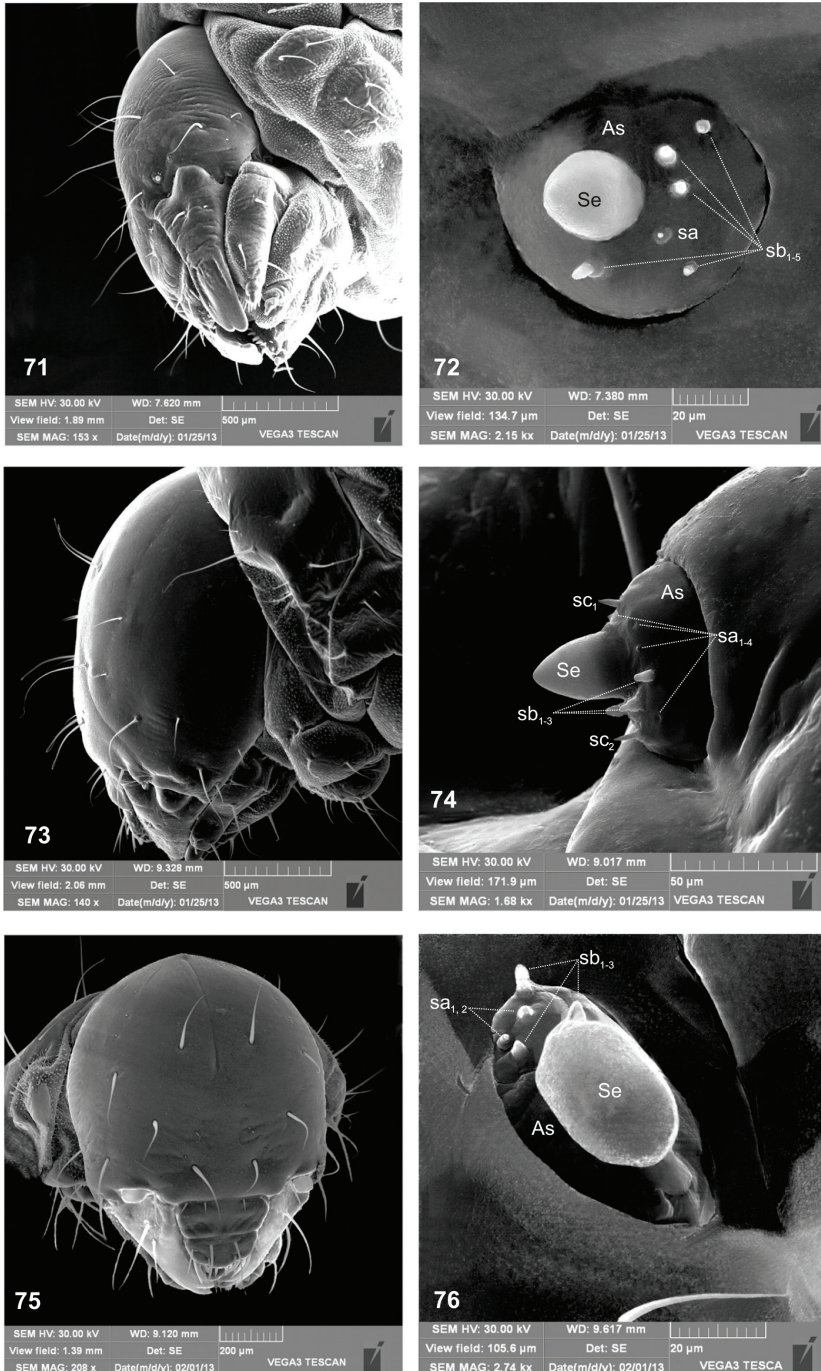 71
SEM HV: 30.00 kV WD: 7.620 mm
View field: 1.89 mm Det: SE 500 µm
SEM MAG: 153 x Date(m/d/y): 01/25/13 VEGA3 TESCAN
As
Se
sa
sb1-5
72
SEM HV: 30.00 kV WD: 7.380 mm
View field: 134.7 µm Det: SE 20 µm
SEM MAG: 2.15 kx Date(m/d/y): 01/25/13 VEGA3 TESCAN
73
SEM HV: 30.00 kV WD: 9.328 mm
View field: 2.06 mm Det: SE 500 µm
SEM MAG: 140 x Date(m/d/y): 01/25/13 VEGA3 TESCAN
As
sc1
sa1-4
Se
sb1-3
sc2
74
SEM HV: 30.00 kV WD: 9.017 mm
View field: 171.9 µm Det: SE 50 µm
SEM MAG: 1.68 kx Date(m/d/y): 01/25/13 VEGA3 TESCAN
75
SEM HV: 30.00 kV WD: 9.120 mm
View field: 1.39 mm Det: SE 200 µm
SEM MAG: 208 x Date(m/d/y): 02/01/13 VEGA3 TESCAN
sb1-3
sa1, 2
Se
As
76
SEM HV: 30.00 kV WD: 9.617 mm
View field: 105.6 µm Det: SE 20 µm
SEM MAG: 2.74 kx Date(m/d/y): 02/01/13 VEGA3 TESCA